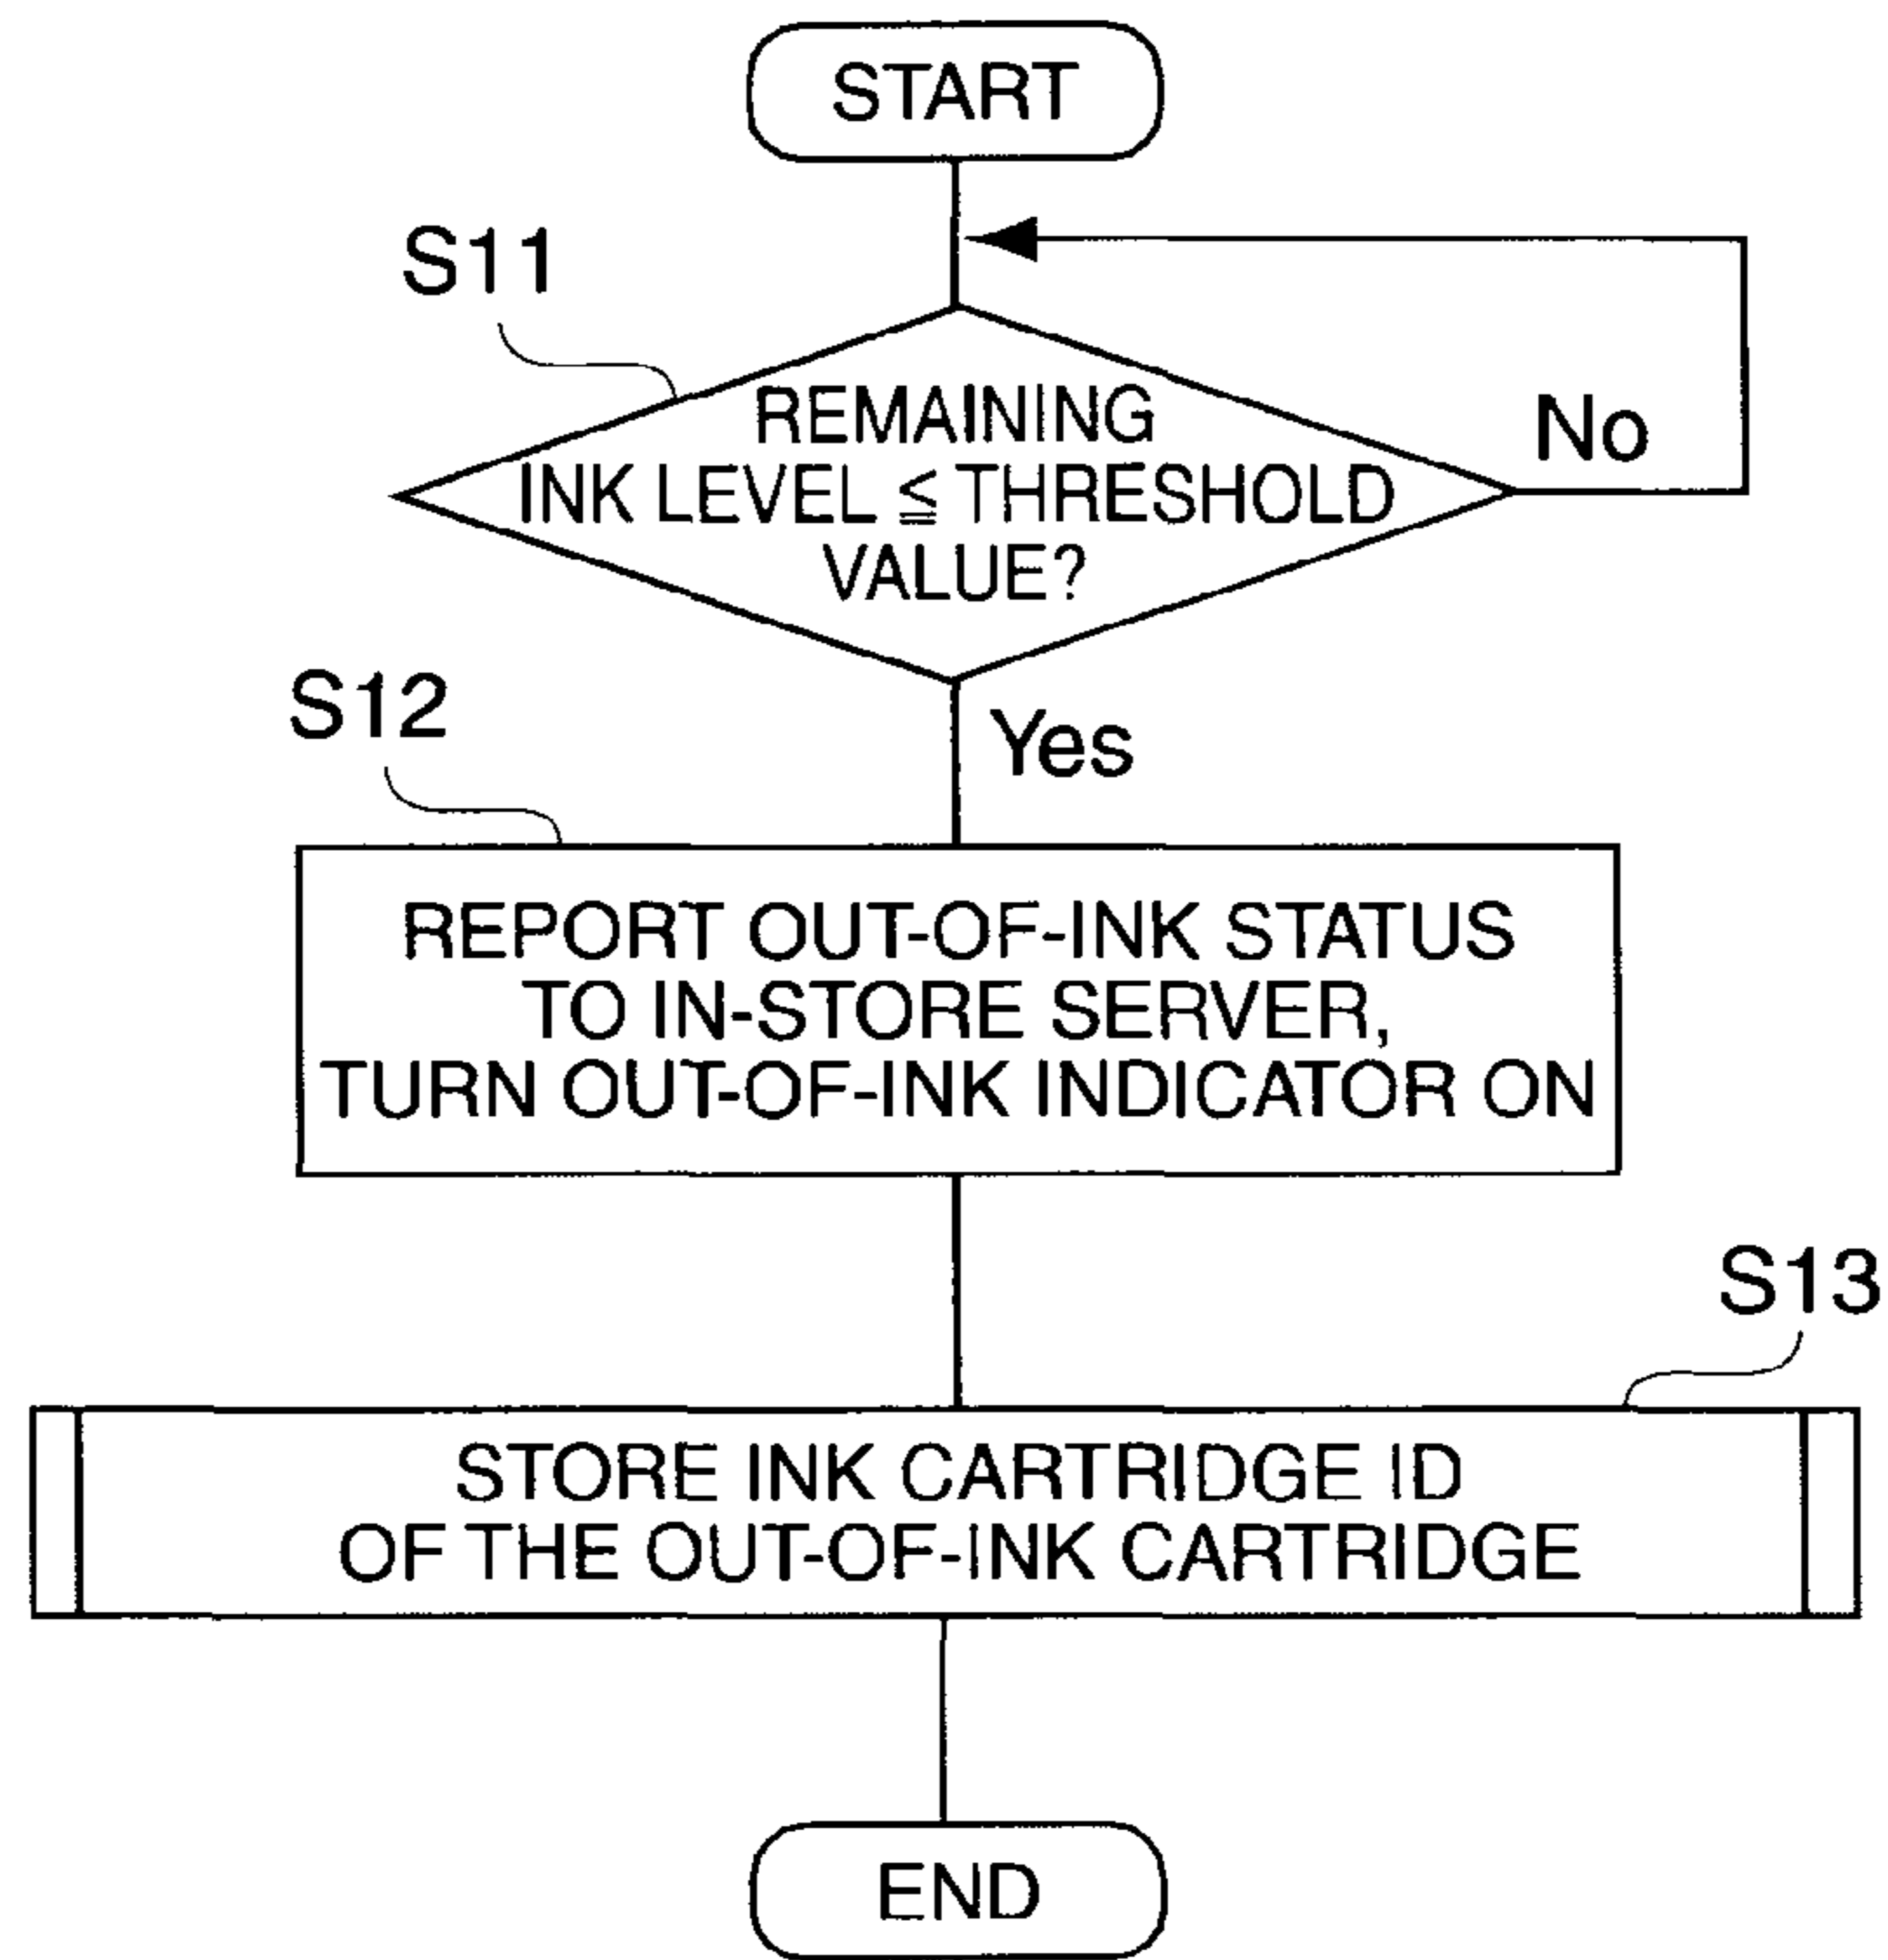 START
S11
REMAINING
INK LEVEL ≦ THRESHOLD
VALUE?
No
Yes
S12
REPORT OUT-OF-INK STATUS
TO IN-STORE SERVER,
TURN OUT-OF-INK INDICATOR ON
S13
STORE INK CARTRIDGE ID
OF THE OUT-OF-INK CARTRIDGE
END